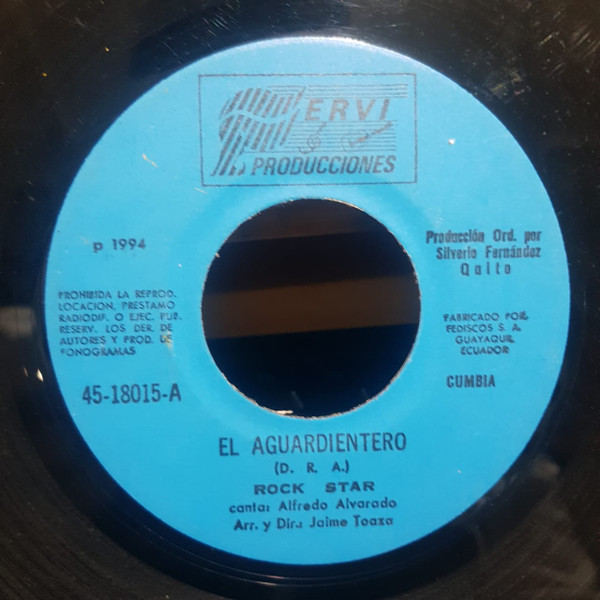 SERVI
PRODUCCIONES
p 1994
Producción Ord. por
Silverio Fernández
Quito
PROHIBIDA LA REPROD.
LOCACION, PRESTAMO
RADIODIF. O EJEC. PUB.
RESERV. LOS DER. DE
AUTORES Y PROD. DE
FONOGRAMAS
FABRICADO POR
FEDISCOS S. A.
GUAYAQUIL
ECUADOR
45-18015-A
CUMBIA
EL AGUARDIENTERO
(D. R. A.)
ROCK STAR
canta: Alfredo Alvarado
Arr. y Dir.: Jaime Toaza